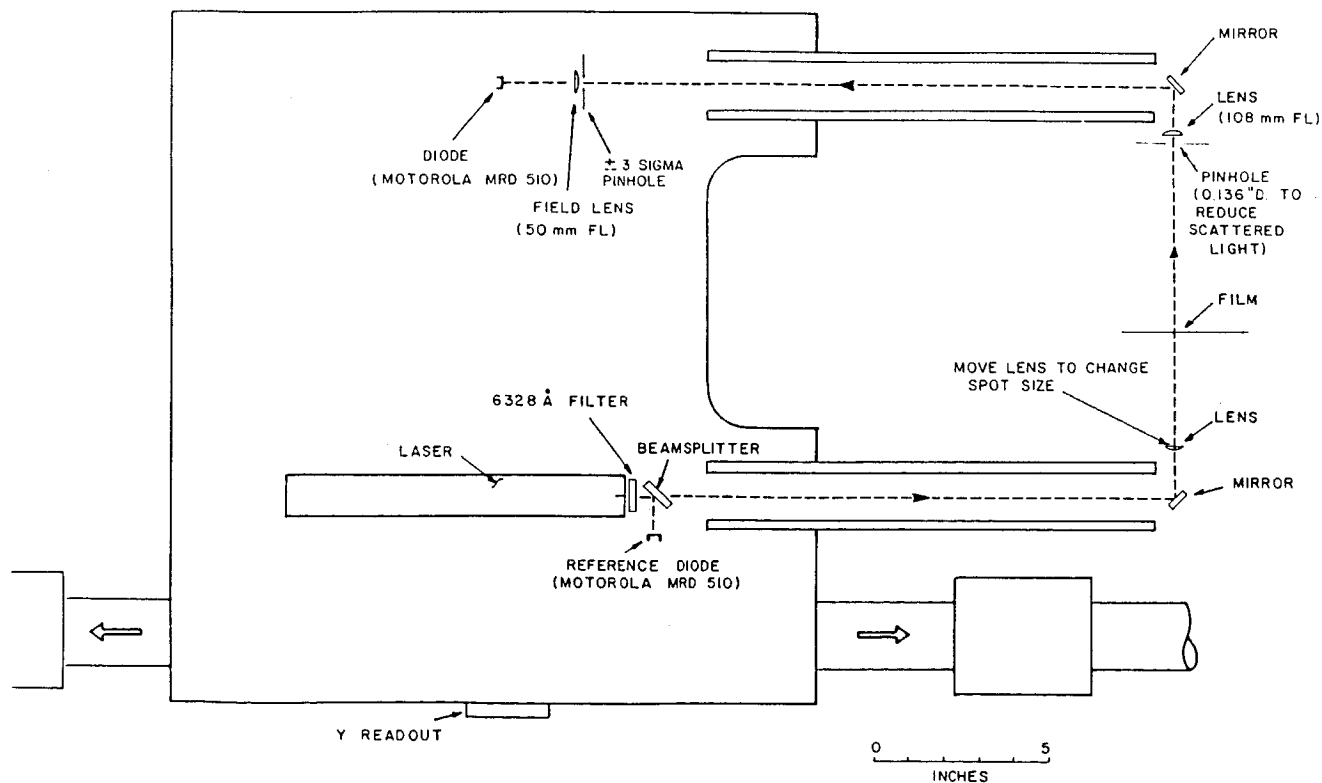 MIRROR
LENS
(108 mm FL)
PINHOLE
(0.136"D. TO
REDUCE
SCATTERED
LIGHT)
DIODE
(MOTOROLA MRD 510)
± 3 SIGMA
PINHOLE
FIELD LENS
(50 mm FL)
FILM
MOVE LENS TO CHANGE
SPOT SIZE
LENS
6328 Å FILTER
BEAMSPLITTER
LASER
MIRROR
REFERENCE DIODE
(MOTOROLA MRD 510)
Y READOUT
0 5
INCHES